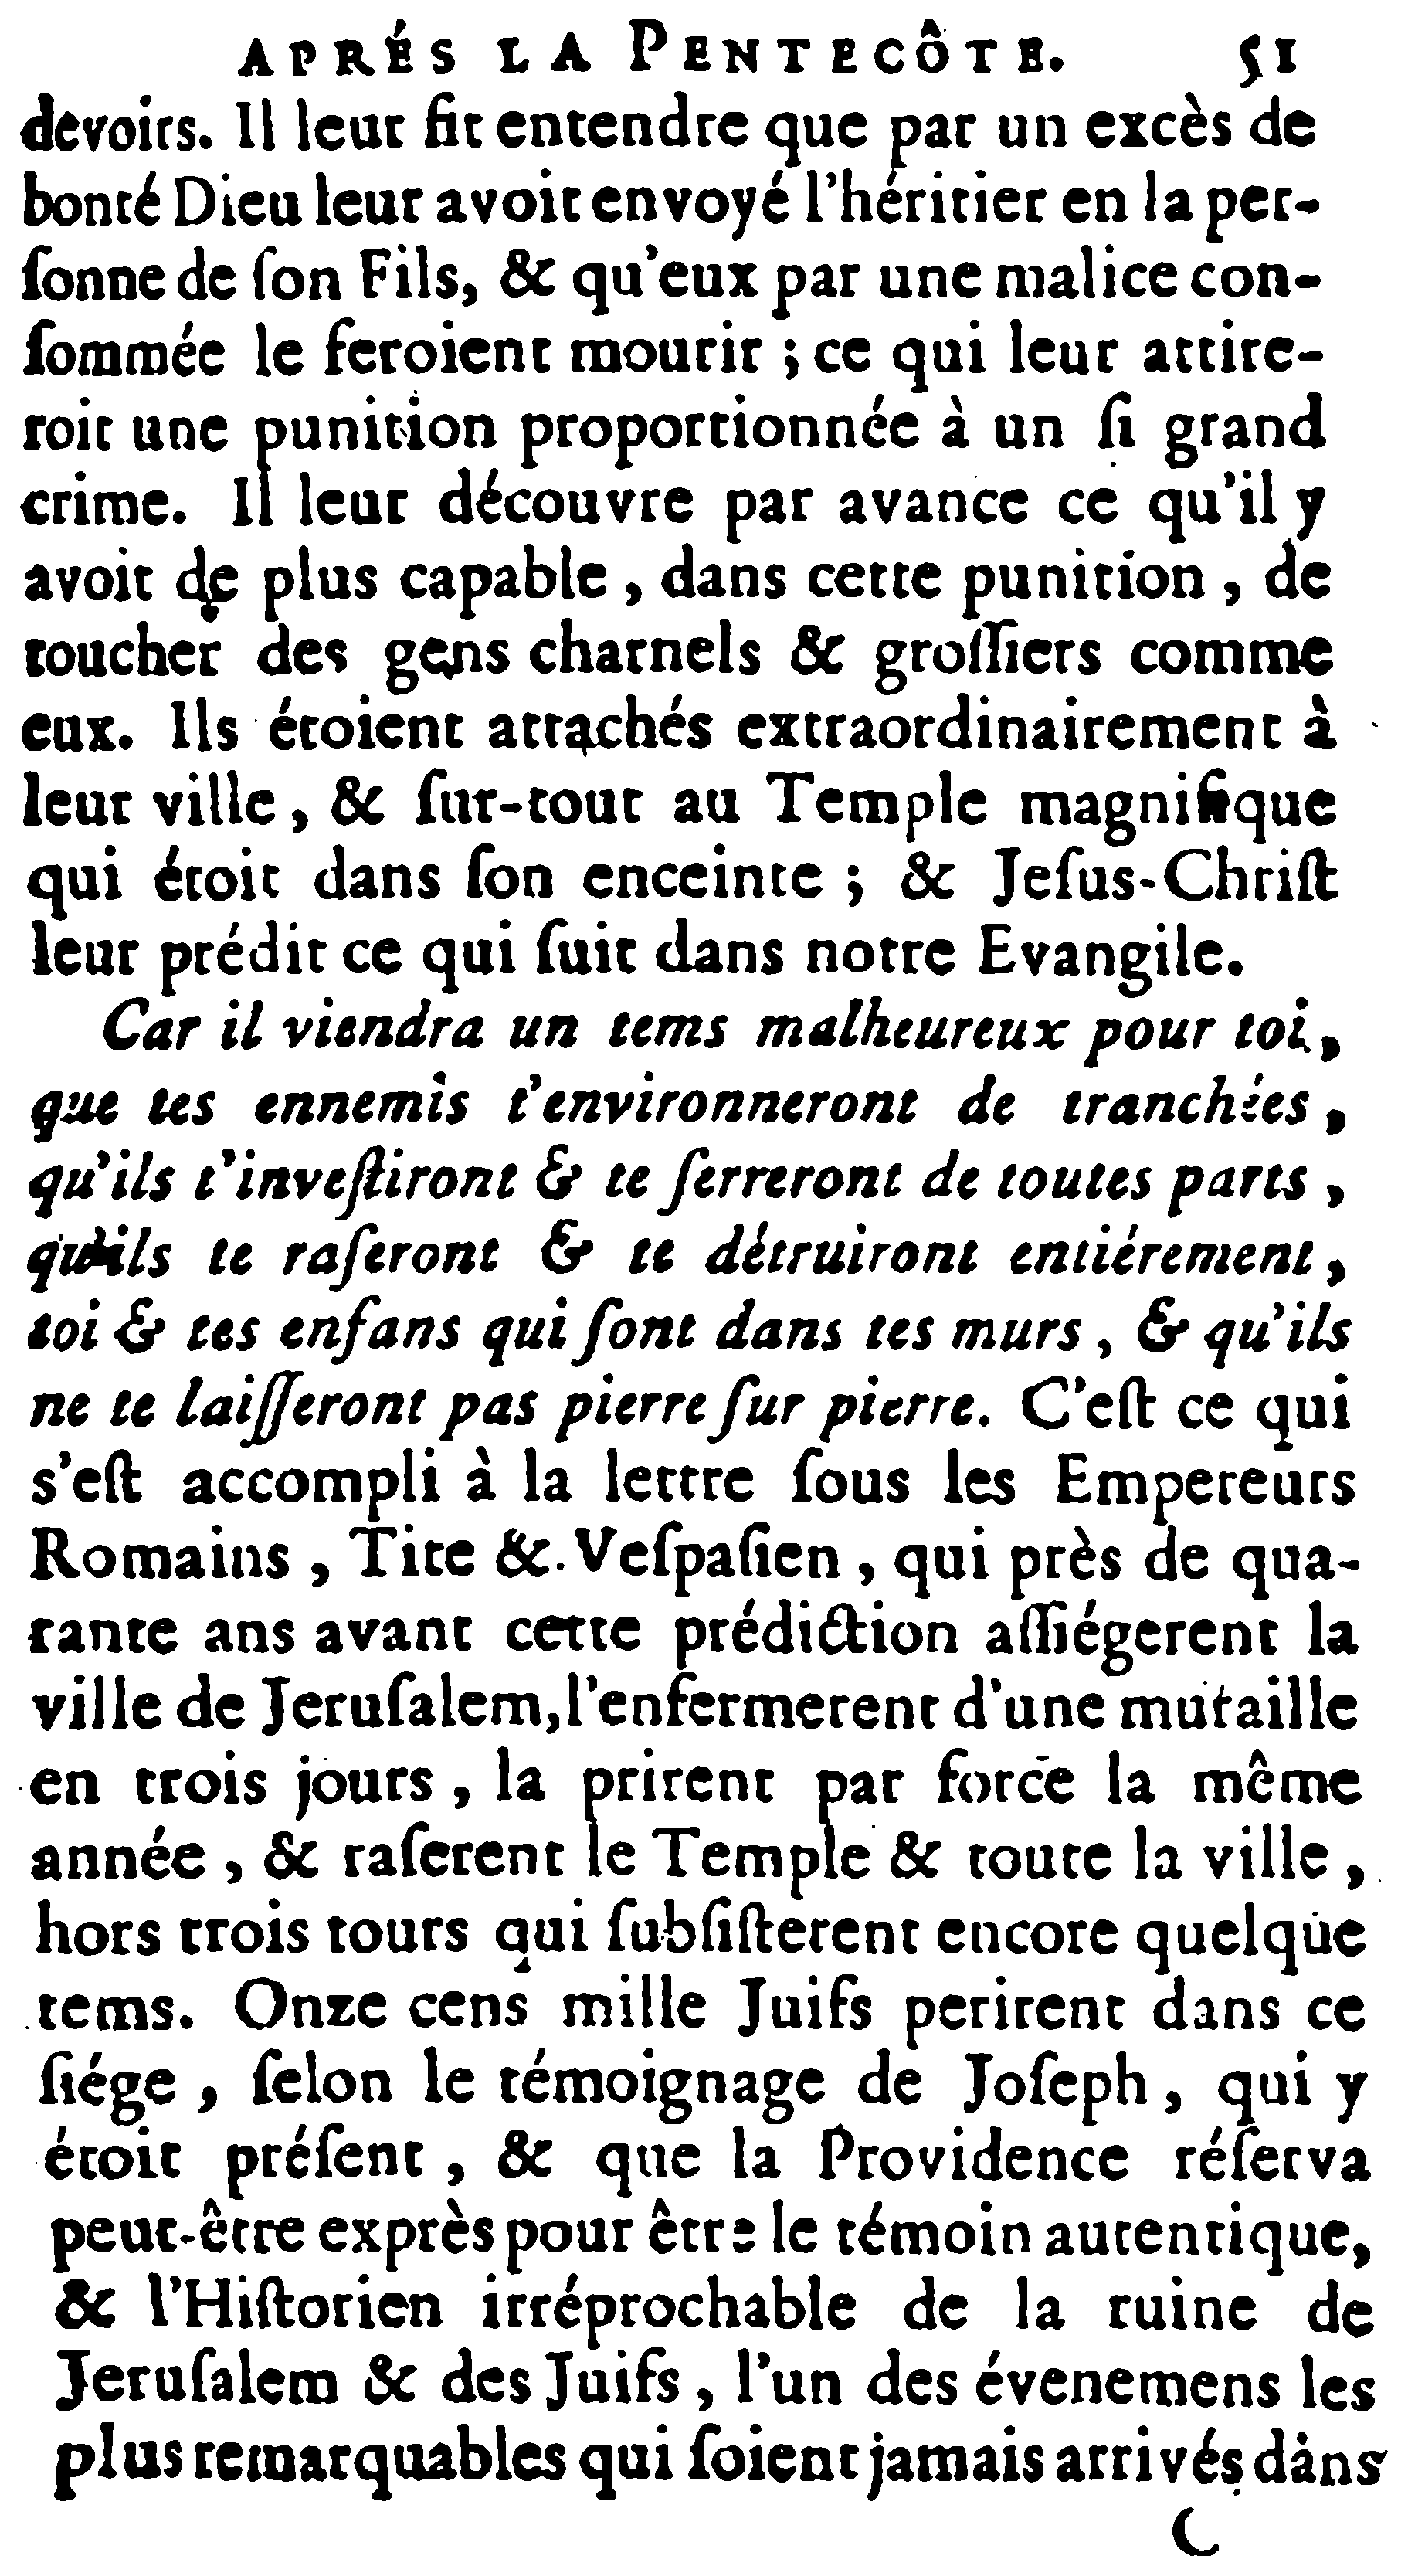 APRÉS LA PENTECÔTE. 51
devoirs. Il leur fit entendre que par un excès de
bonté Dieu leur avoit envoyé l'héritier en la per-
ſonne de ſon Fils, & qu'eux par une malice con-
ſommée le feroient mourir ; ce qui leur attire-
roit une punition proportionnée à un ſi grand
crime. Il leur découvre par avance ce qu'il y
avoit de plus capable , dans cette punition , de
toucher des gens charnels & groſſiers comme
eux. Ils étoient attachés extraordinairement à
leur ville , & ſur-tout au Temple magnifique
qui étoit dans ſon enceinte ; & Jeſus-Chriſt
leur prédit ce qui ſuit dans notre Evangile.
Car il viendra un tems malheureux pour toi,
que tes ennemis t'environneront de tranchées ,
qu'ils t'inveſtiront & te ſerreront de toutes parts ,
qu'ils te raſeront & te détruiront entiérement ,
toi & tes enfans qui ſont dans tes murs , & qu'ils
ne te laiſſeront pas pierre ſur pierre. C'eſt ce qui
s'eſt accompli à la lettre ſous les Empereurs
Romains , Tite & Veſpaſien , qui près de qua-
rante ans avant cette prédiction aſſiégerent la
ville de Jeruſalem, l'enfermerent d'une muraille
en trois jours , la prirent par force la même
année , & raſerent le Temple & toute la ville ,
hors trois tours qui ſubſiſterent encore quelque
tems. Onze cens mille Juifs perirent dans ce
ſiége , ſelon le témoignage de Joſeph , qui y
étoit préſent , & que la Providence réſerva
peut-être exprès pour être le témoin autentique,
& l'Hiſtorien irréprochable de la ruine de
Jeruſalem & des Juifs , l'un des évenemens les
plus remarquables qui ſoient jamais arrivés dans
C